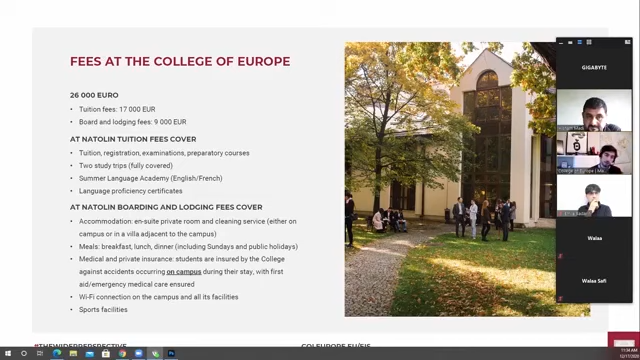 FEES AT THE COLLEGE OF EUROPE
26 000 EURO
• Tuition fees: 17 000 EUR
• Board and lodging fees: 9 000 EUR
AT NATOLIN TUITION FEES COVER
• Tuition, registration, examinations, preparatory courses
• Two study trips (fully covered)
• Summer Language Academy (English/French)
• Language proficiency certificates
AT NATOLIN BOARDING AND LODGING FEES COVER
• Accommodation: en-suite private room and cleaning service (either on
campus or in a villa adjacent to the campus)
• Meals: breakfast, lunch, dinner (including Sundays and public holidays)
• Medical and private insurance: students are insured by the College
against accidents occurring on campus during their stay, with first
aid/emergency medical care ensured
• Wi-Fi connection on the campus and all its facilities
• Sports facilities
#THEWIDERPERSPECTIVE
COLEUROPE.EU/EIS
GIGABYTE
College of Europe
Walaa
Walaa Safi
11:34 AM